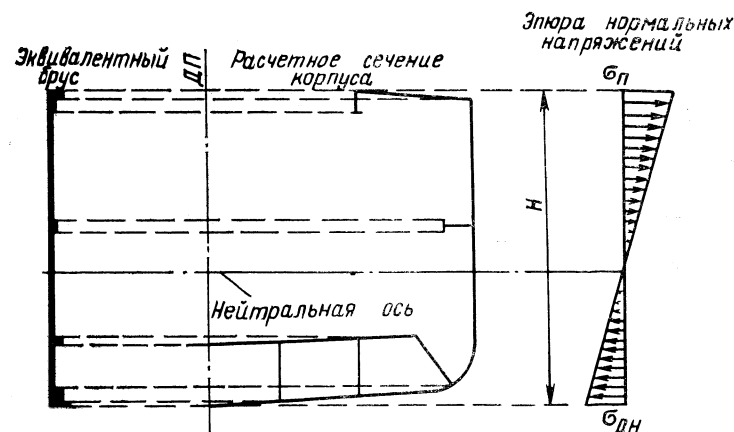 Эквивалентный
брус
ДП
Расчетное сечение
корпуса
Эпюра нормальных
напряжений
σп
H
Нейтральная ось
σдн